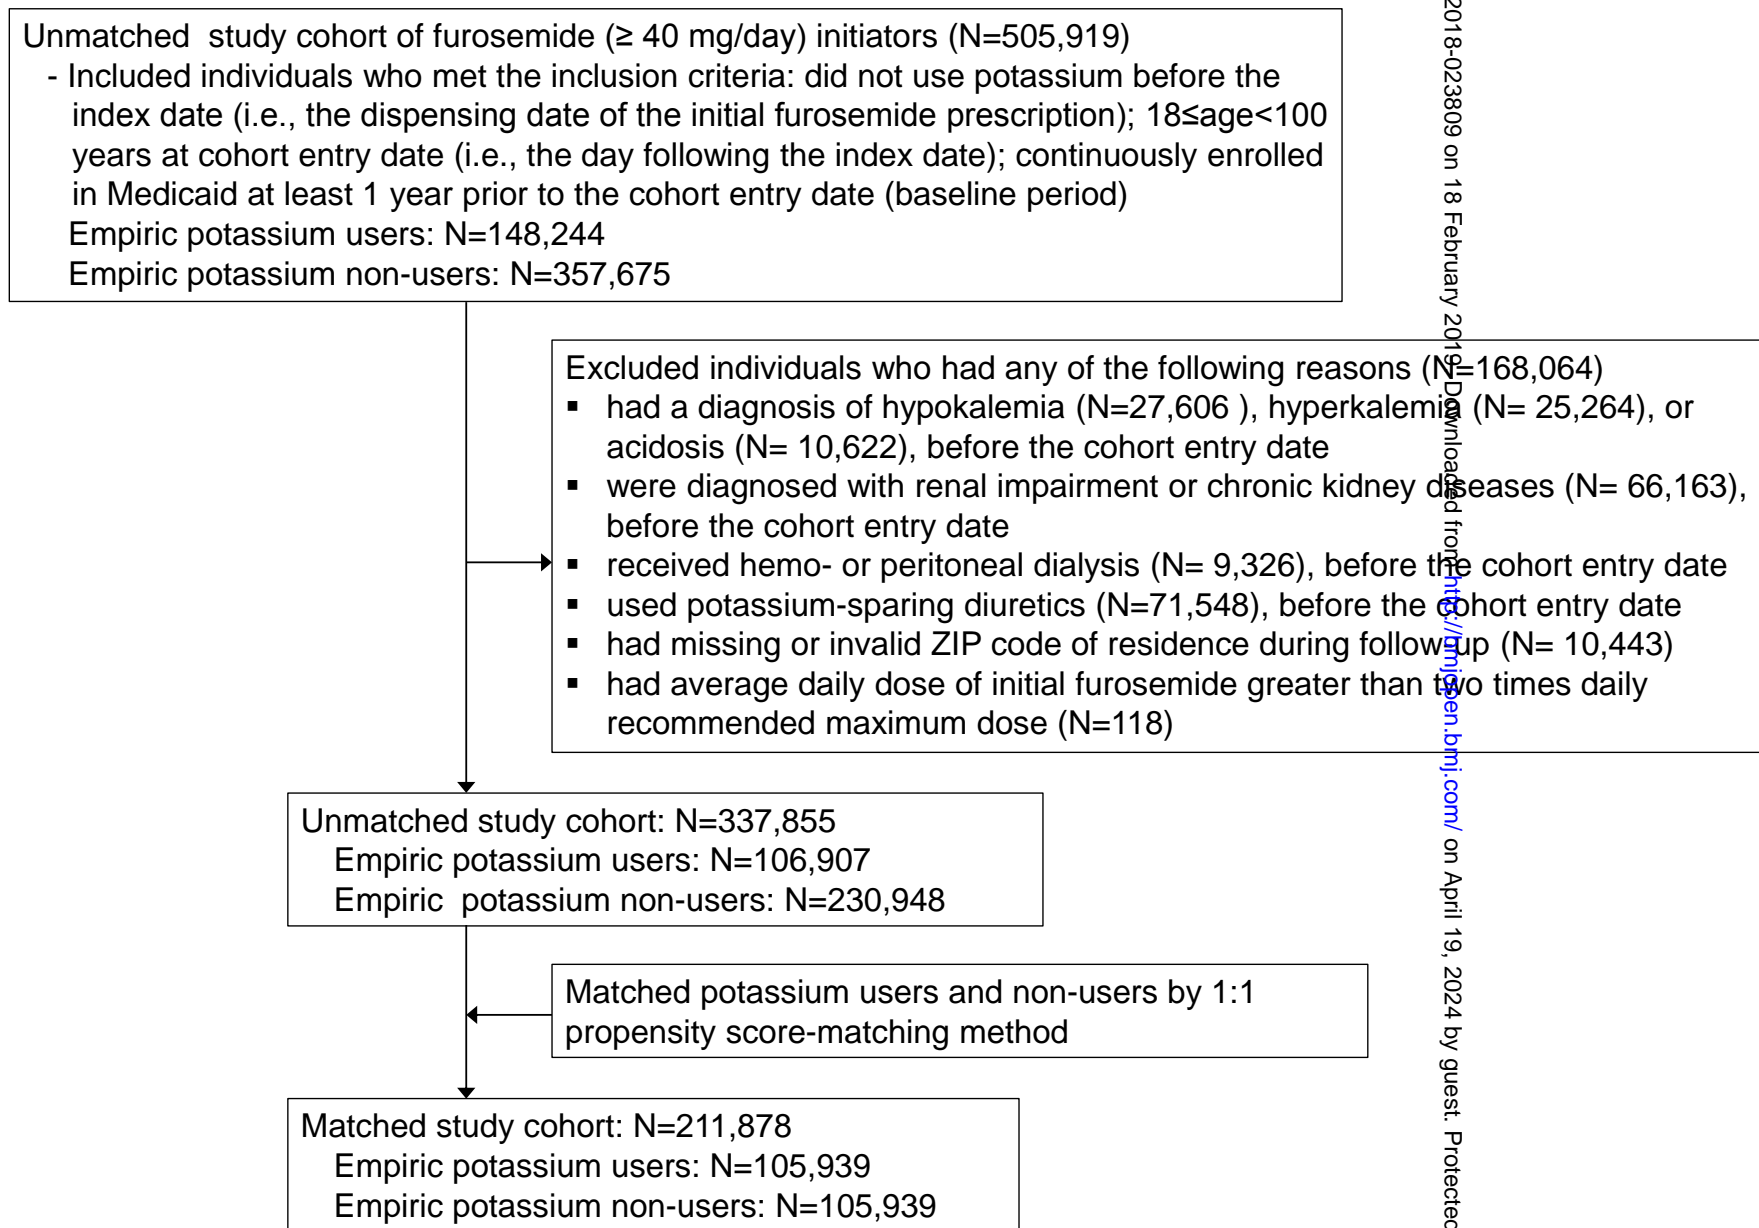 Unmatched study cohort of furosemide (≥ 40 mg/day) initiators (N=505,919)
- Included individuals who met the inclusion criteria: did not use potassium before the
index date (i.e., the dispensing date of the initial furosemide prescription); 18≤age<100
years at cohort entry date (i.e., the day following the index date); continuously enrolled
in Medicaid at least 1 year prior to the cohort entry date (baseline period)
Empiric potassium users: N=148,244
Empiric potassium non-users: N=357,675
Excluded individuals who had any of the following reasons (N=168,064)
▪ had a diagnosis of hypokalemia (N=27,606 ), hyperkalemia (N= 25,264), or
acidosis (N= 10,622), before the cohort entry date
▪ were diagnosed with renal impairment or chronic kidney diseases (N= 66,163),
before the cohort entry date
▪ received hemo- or peritoneal dialysis (N= 9,326), before the cohort entry date
▪ used potassium-sparing diuretics (N=71,548), before the cohort entry date
▪ had missing or invalid ZIP code of residence during follow-up (N= 10,443)
▪ had average daily dose of initial furosemide greater than two times daily
recommended maximum dose (N=118)
Unmatched study cohort: N=337,855
Empiric potassium users: N=106,907
Empiric potassium non-users: N=230,948
Matched potassium users and non-users by 1:1
propensity score-matching method
Matched study cohort: N=211,878
Empiric potassium users: N=105,939
Empiric potassium non-users: N=105,939
2018-023809 on 18 February 2019. Downloaded from http://bmjopen.bmj.com/ on April 19, 2024 by guest. Protected